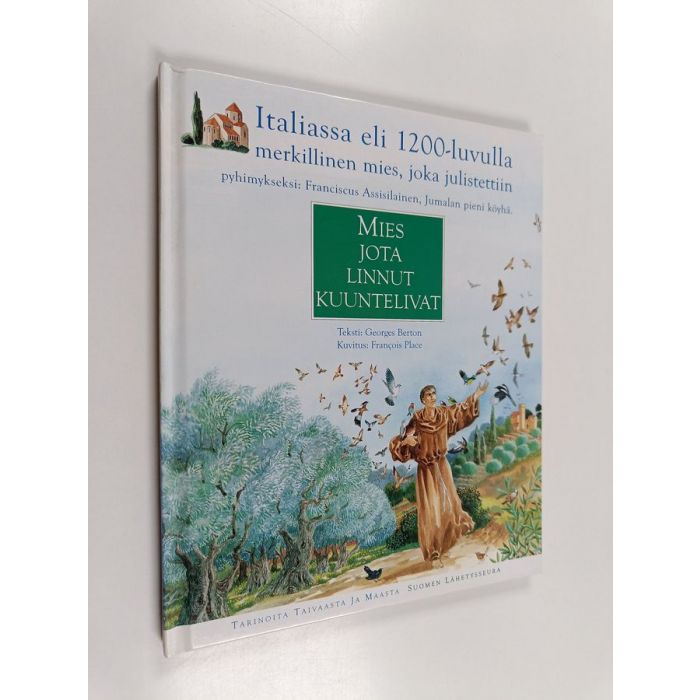 Italiassa eli 1200-luvulla
merkillinen mies, joka julistettiin
pyhimykseksi: Franciscus Assisilainen, Jumalan pieni köyhä.
MIES
JOTA
LINNUT
KUUNTELIVAT
Teksti: Georges Berton
Kuvitus: François Place
TARINOITA TAIVAASTA JA MAASTA SUOMEN LÄHETYSSEURA